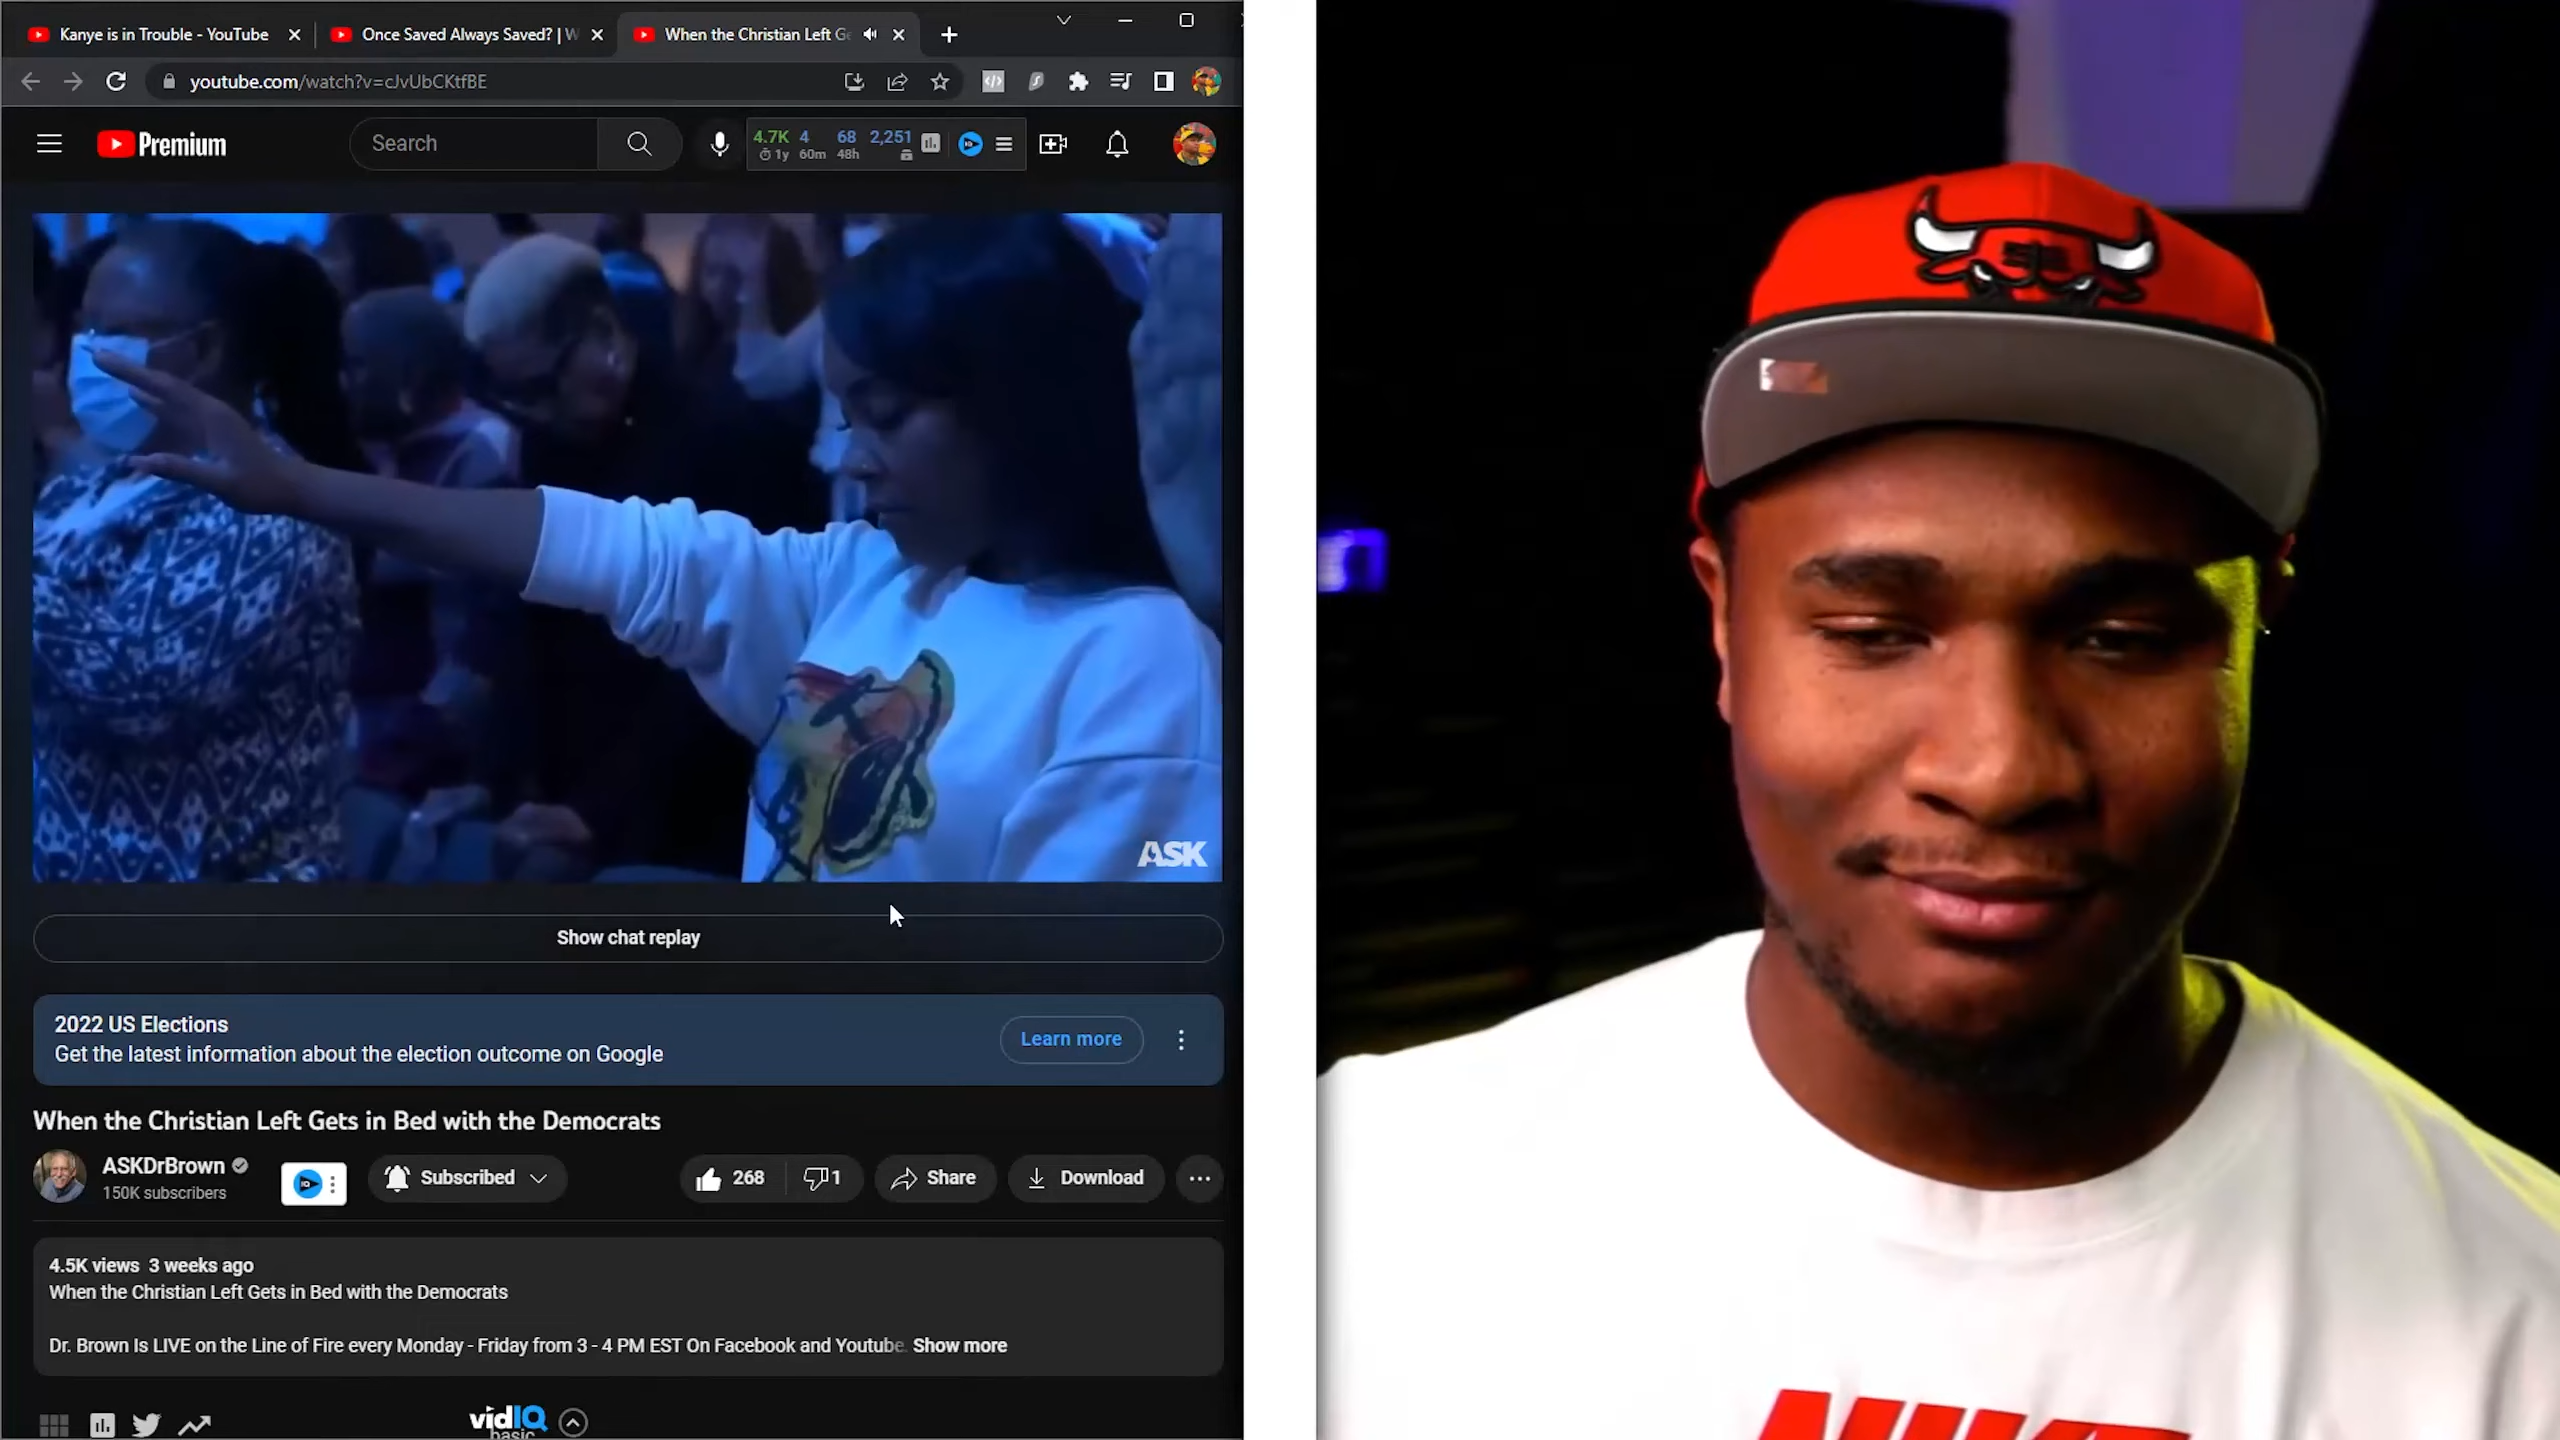 Kanye is in Trouble - YouTube
Once Saved Always Saved? | W
When the Christian Left Ge
youtube.com/watch?v=cJvUbCKtfBE
Premium
Search
4.7K 4 68 2,251
1y 60m 48h
ASK
Show chat replay
2022 US Elections
Get the latest information about the election outcome on Google
Learn more
When the Christian Left Gets in Bed with the Democrats
ASKDrBrown
150K subscribers
Subscribed
268
1
Share
Download
4.5K views 3 weeks ago
When the Christian Left Gets in Bed with the Democrats
Dr. Brown Is LIVE on the Line of Fire every Monday - Friday from 3 - 4 PM EST On Facebook and Youtube. Show more
vidIQ
basic
NIKE